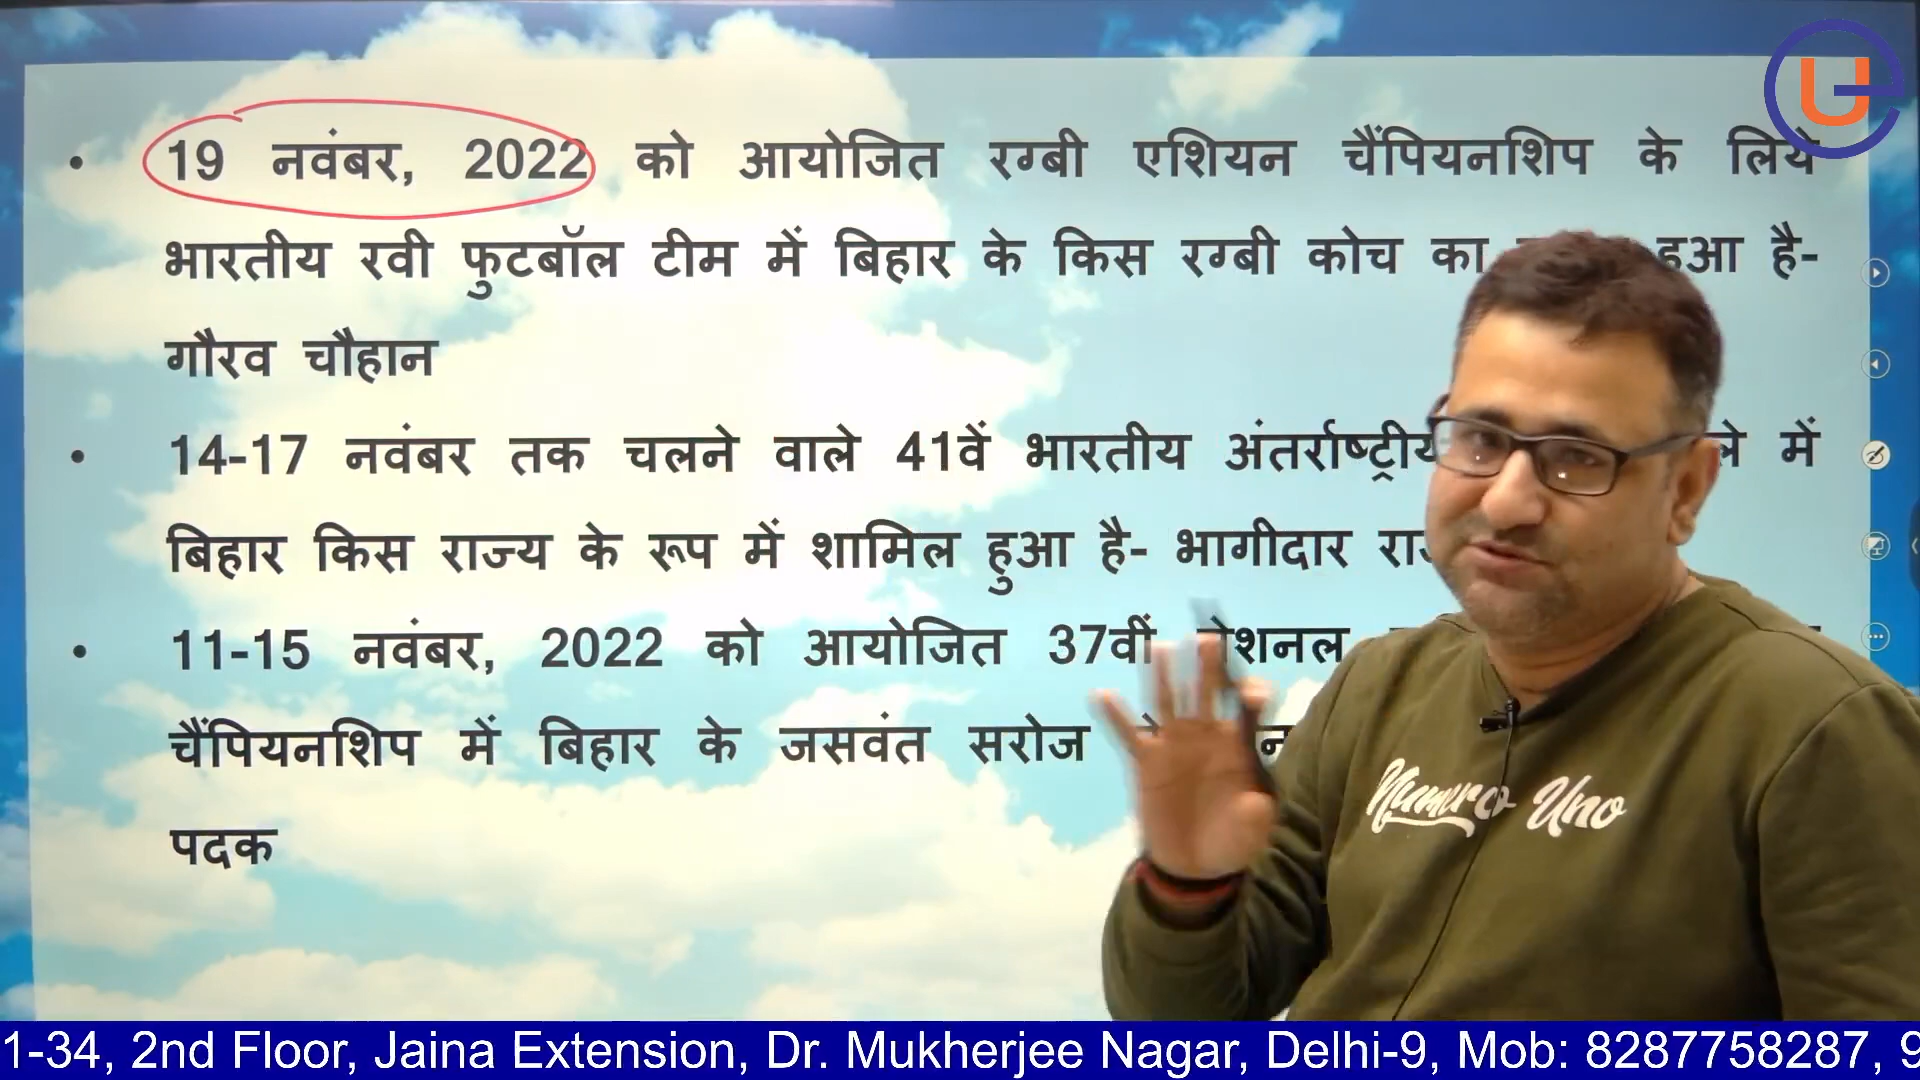 19 नवंबर, 2022 को आयोजित रग्बी एशियन चैंपियनशिप के लिये
भारतीय रवी फुटबॉल टीम में बिहार के किस रग्बी कोच का हुआ है-
गौरव चौहान
14-17 नवंबर तक चलने वाले 41वें भारतीय अंतर्राष्ट्रीय में
बिहार किस राज्य के रूप में शामिल हुआ है- भागीदार
11-15 नवंबर, 2022 को आयोजित 37वीं
चैंपियनशिप में बिहार के जसवंत सरोज
पदक
Numero Uno
1-34, 2nd Floor, Jaina Extension, Dr. Mukherjee Nagar, Delhi-9, Mob: 8287758287, 9